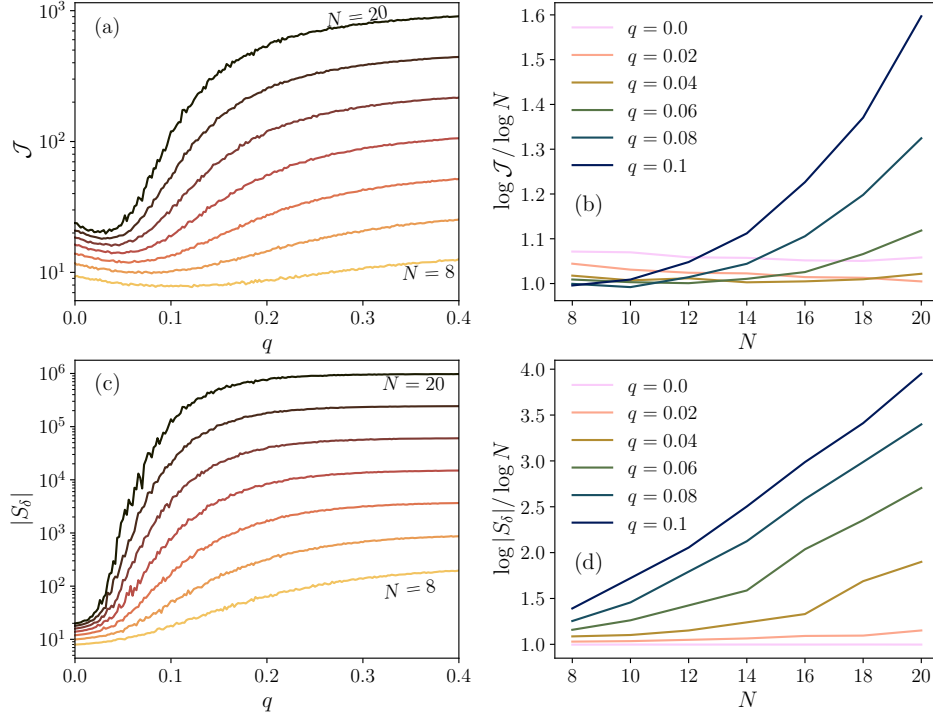 (a)
N = 20
N = 8
10³
10²
10¹
𝒥
0.0 0.1 0.2 0.3 0.4
q
(b)
q = 0.0
q = 0.02
q = 0.04
q = 0.06
q = 0.08
q = 0.1
1.6
1.5
1.4
1.3
1.2
1.1
1.0
log 𝒥 / log N
8 10 12 14 16 18 20
N
(c)
N = 20
N = 8
10⁶
10⁵
10⁴
10³
10²
10¹
|S_δ|
0.0 0.1 0.2 0.3 0.4
q
(d)
q = 0.0
q = 0.02
q = 0.04
q = 0.06
q = 0.08
q = 0.1
4.0
3.5
3.0
2.5
2.0
1.5
1.0
log |S_δ| / log N
8 10 12 14 16 18 20
N